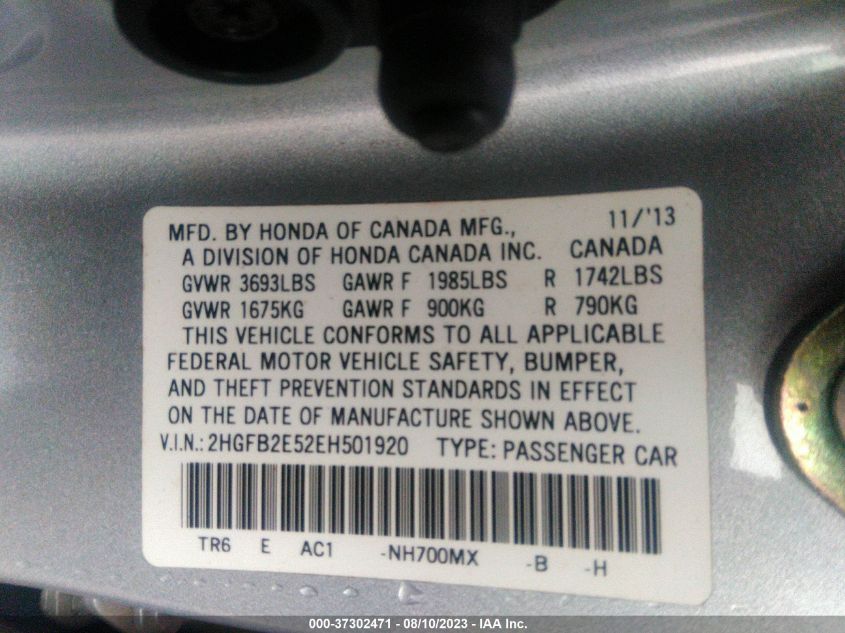 MFD. BY HONDA OF CANADA MFG., 11/'13
A DIVISION OF HONDA CANADA INC. CANADA
GVWR 3693LBS GAWR F 1985LBS R 1742LBS
GVWR 1675KG GAWR F 900KG R 790KG
THIS VEHICLE CONFORMS TO ALL APPLICABLE
FEDERAL MOTOR VEHICLE SAFETY, BUMPER,
AND THEFT PREVENTION STANDARDS IN EFFECT
ON THE DATE OF MANUFACTURE SHOWN ABOVE.
V.I.N.: 2HGFB2E52EH501920 TYPE: PASSENGER CAR
TR6 E AC1 -NH700MX -B -H
000-37302471 - 08/10/2023 - IAA Inc.